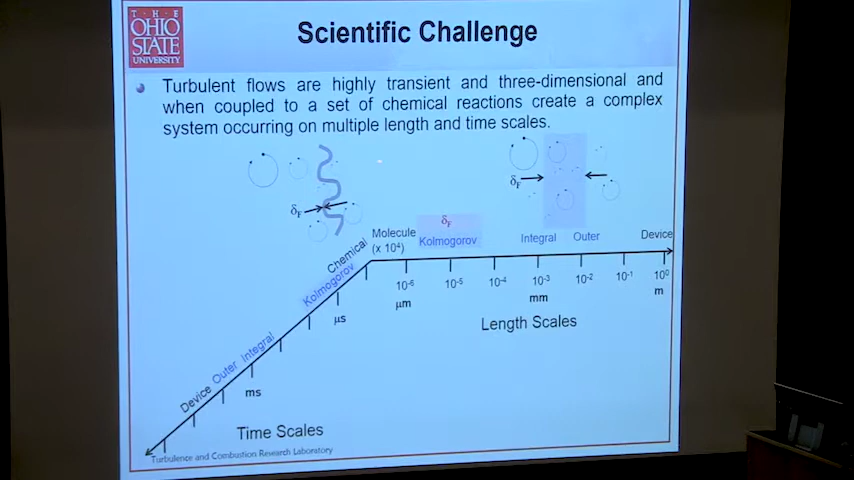 T · H · E
OHIO
STATE
UNIVERSITY
Scientific Challenge
Turbulent flows are highly transient and three-dimensional and
when coupled to a set of chemical reactions create a complex
system occurring on multiple length and time scales.
δF
δF
δF
Molecule
(x 10⁴)
Kolmogorov
Integral
Outer
Device
10⁻⁶
10⁻⁵
10⁻⁴
10⁻³
10⁻²
10⁻¹
10⁰
μm
mm
m
Length Scales
Chemical
Kolmogorov
μs
Integral
Outer
Device
ms
Time Scales
Turbulence and Combustion Research Laboratory